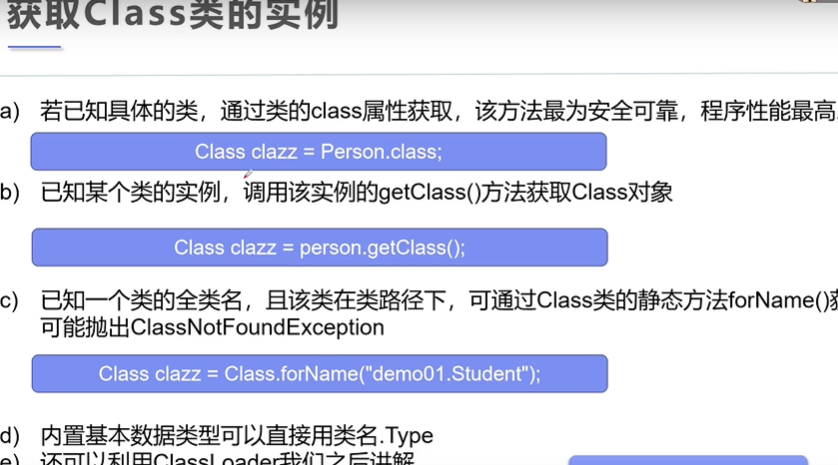 获取Class类的实例
a) 若已知具体的类，通过类的class属性获取，该方法最为安全可靠，程序性能最高
Class clazz = Person.class;
b) 已知某个类的实例，调用该实例的getClass()方法获取Class对象
Class clazz = person.getClass();
c) 已知一个类的全类名，且该类在类路径下，可通过Class类的静态方法forName()获
可能抛出ClassNotFoundException
Class clazz = Class.forName("demo01.Student");
d) 内置基本数据类型可以直接用类名.Type
e) 还可以利用ClassLoader我们之后讲解